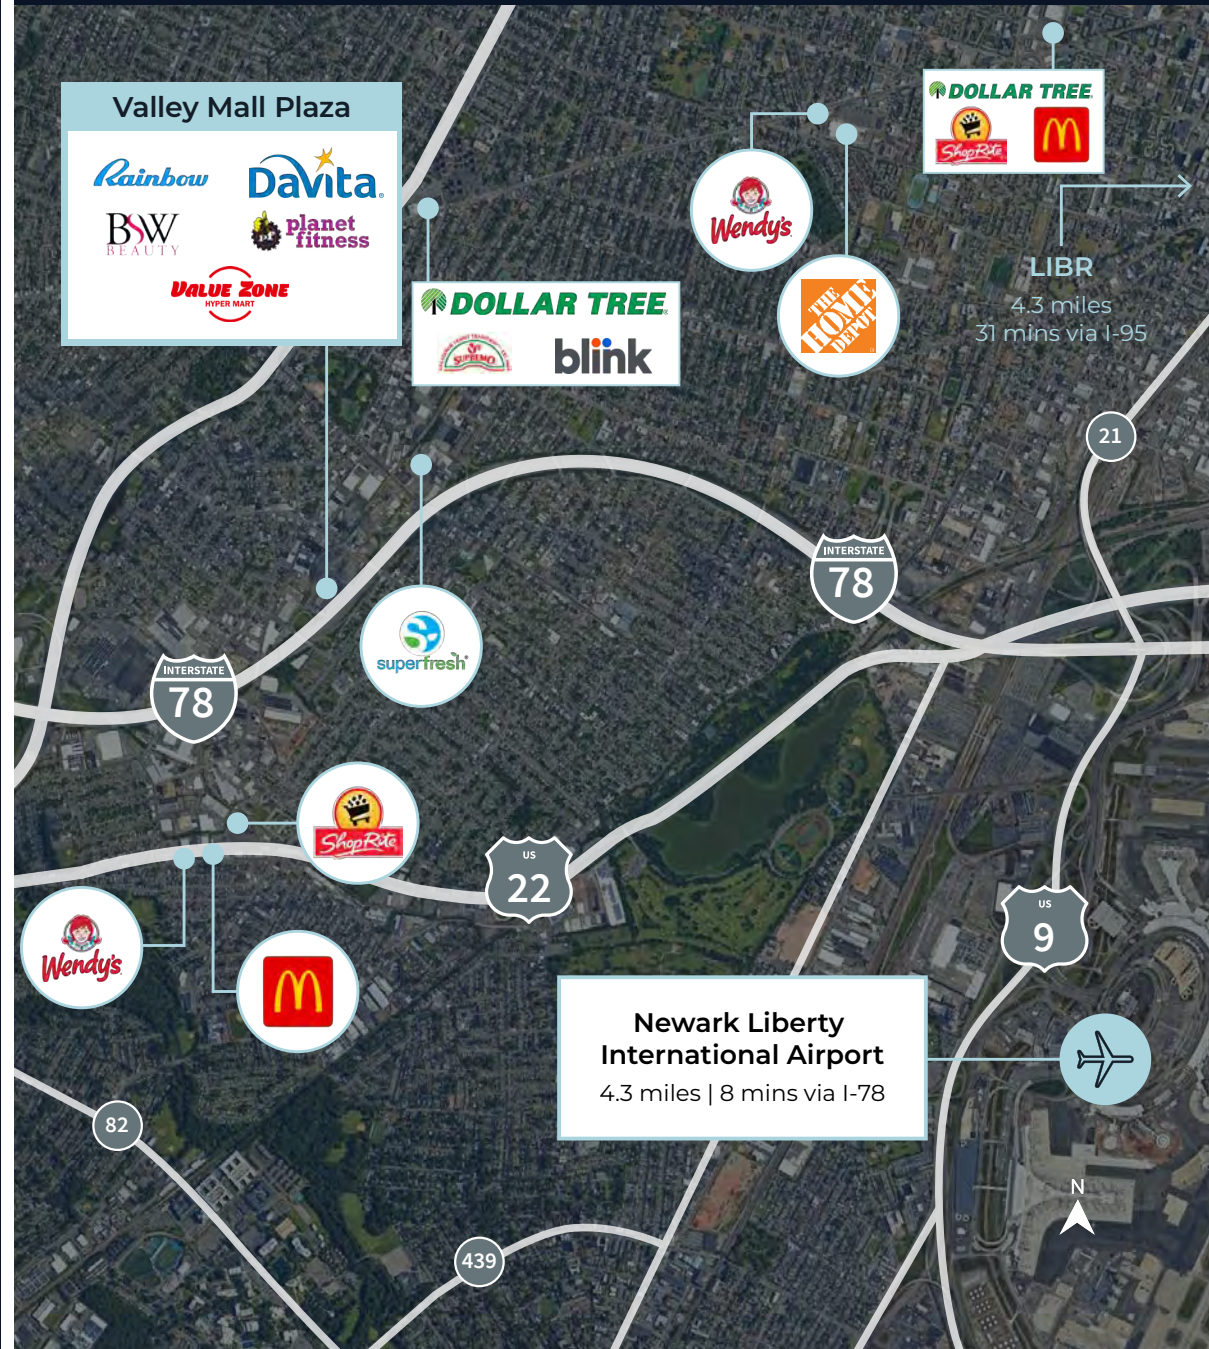 Valley Mall Plaza
Rainbow
DaVita
BSW
BEAUTY
planet
fitness
VALUE ZONE
HYPER MART
DOLLAR TREE
SUPREMO
blink
Wendy's
THE
HOME
DEPOT
DOLLAR TREE
ShopRite
LIBR
4.3 miles
31 mins via I-95
21
INTERSTATE
78
INTERSTATE
78
superfresh
ShopRite
US
22
US
9
Wendy's
Newark Liberty
International Airport
4.3 miles | 8 mins via I-78
82
439
N